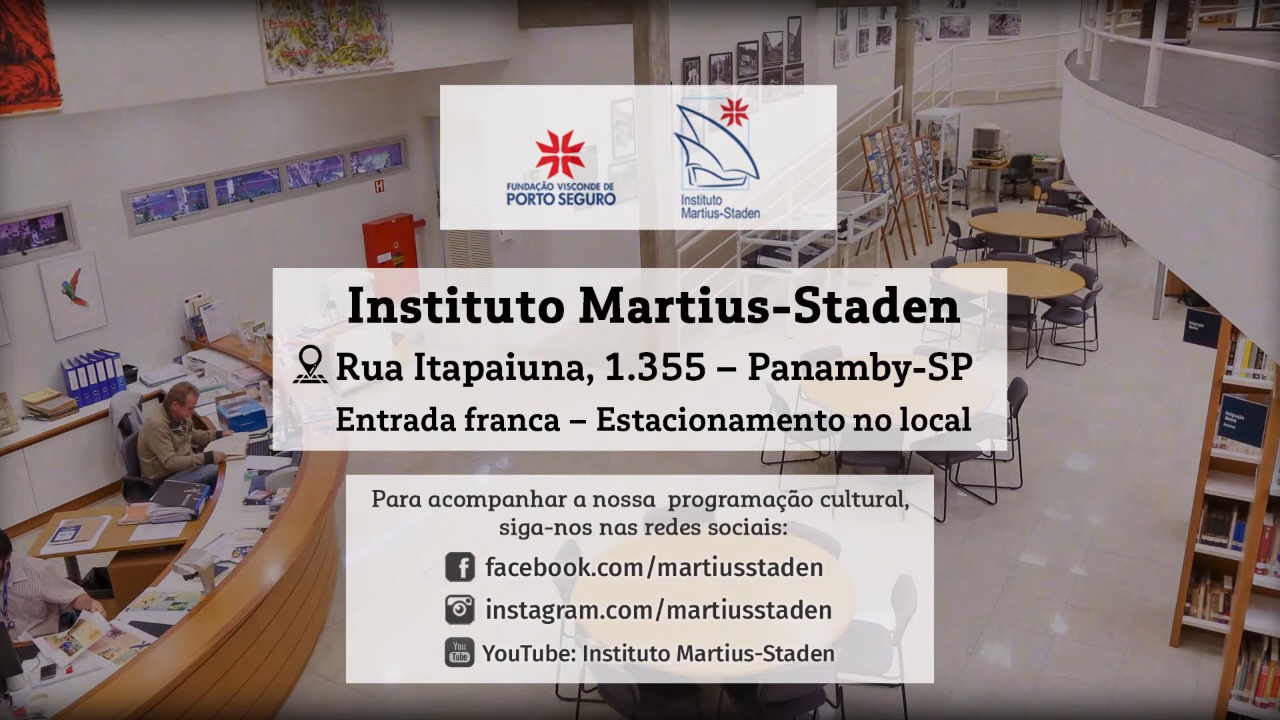 FUNDAÇÃO VISCONDE DE
PORTO SEGURO
Instituto
Martius-Staden
Instituto Martius-Staden
Rua Itapaiuna, 1.355 – Panamby-SP
Entrada franca – Estacionamento no local
Para acompanhar a nossa programação cultural,
siga-nos nas redes sociais:
facebook.com/martiusstaden
instagram.com/martiusstaden
You
Tube
YouTube: Instituto Martius-Staden